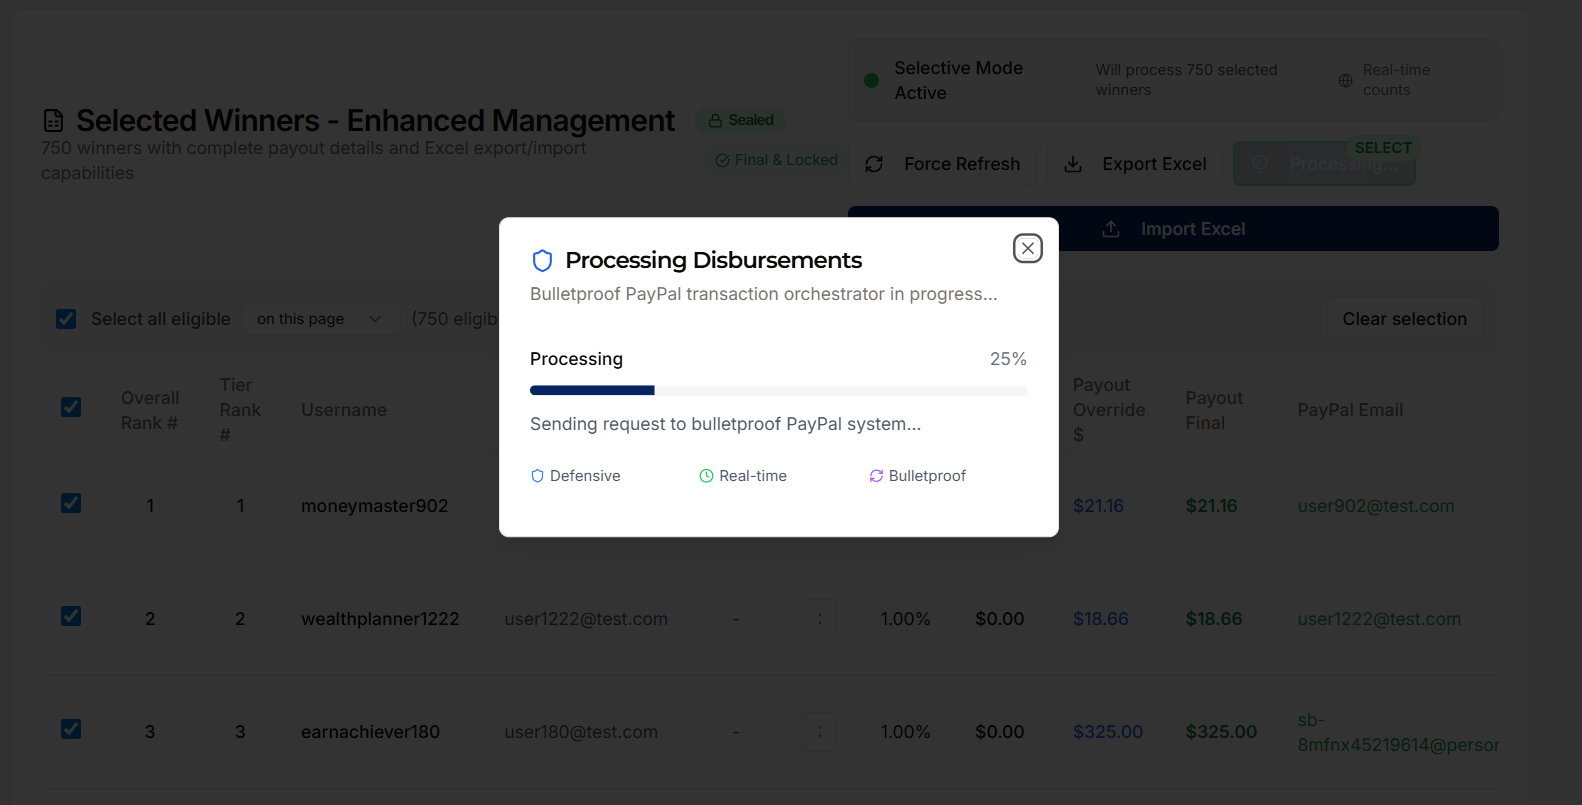 Selective Mode
Active
Will process 750 selected
winners
Real-time
counts
Selected Winners - Enhanced Management
Sealed
750 winners with complete payout details and Excel export/import
capabilities
Final & Locked
Force Refresh
Export Excel
Processing...
SELECT
Import Excel
Processing Disbursements
Bulletproof PayPal transaction orchestrator in progress...
Processing
25%
Sending request to bulletproof PayPal system...
Defensive
Real-time
Bulletproof
Select all eligible
on this page
(750 eligib
Clear selection
Overall
Rank #
Tier
Rank
#
Username
Payout
Override
$
Payout
Final
PayPal Email
1 1 moneymaster902 $21.16 $21.16 user902@test.com
2 2 wealthplanner1222 user1222@test.com - : 1.00% $0.00 $18.66 $18.66 user1222@test.com
3 3 earnachiever180 user180@test.com - : 1.00% $0.00 $325.00 $325.00 sb-
8mfnx45219614@person